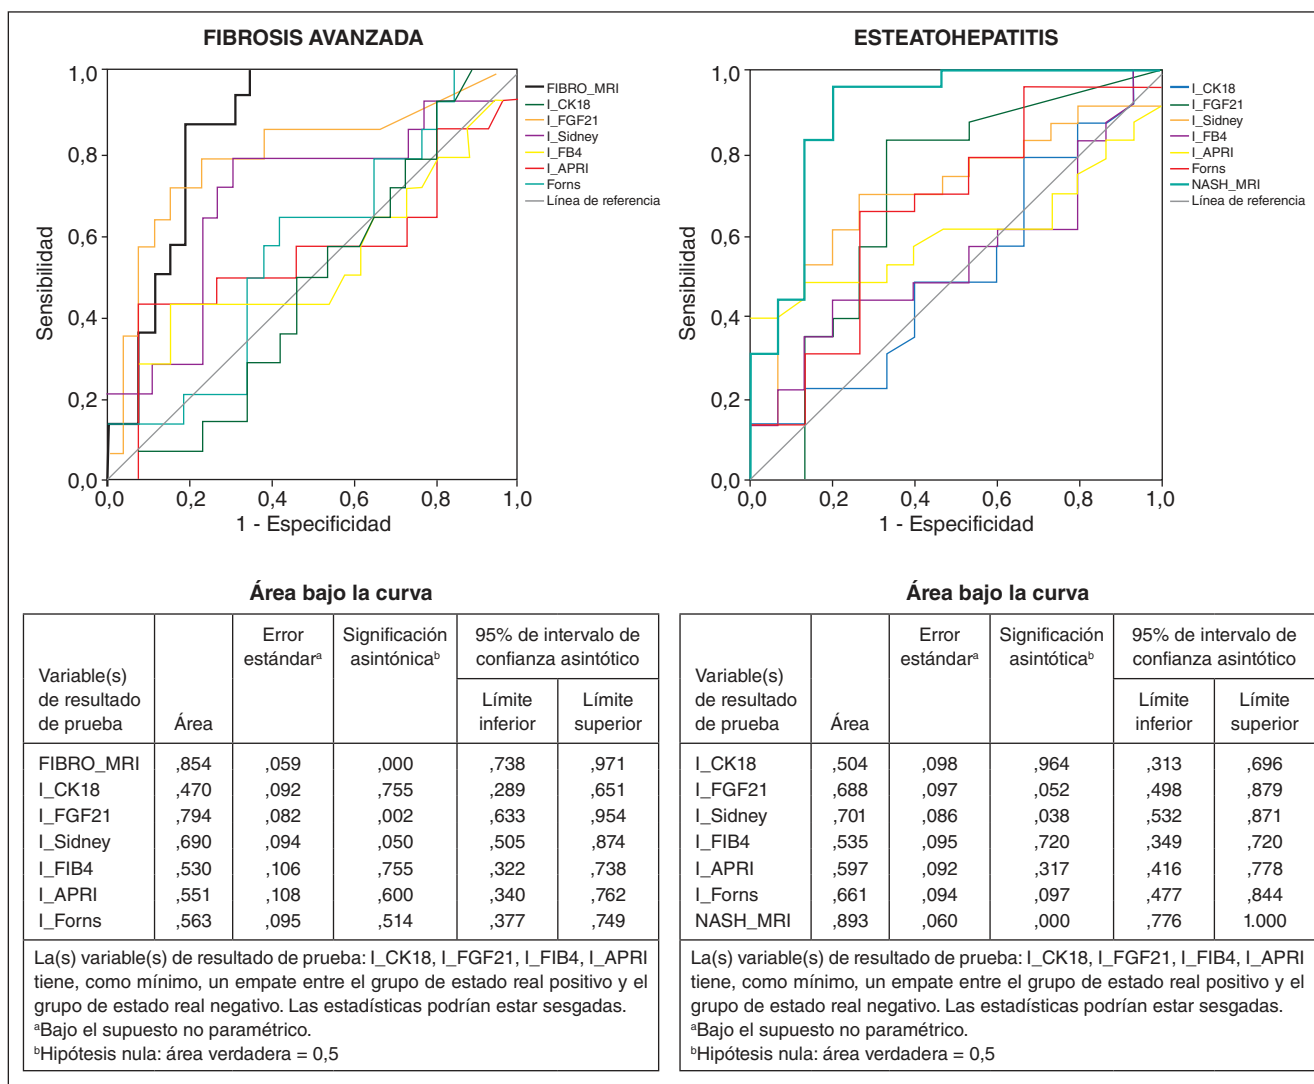 FIBROSIS AVANZADA
1,0
0,8
0,6
0,4
0,2
0,0
Sensibilidad
0,0 0,2 0,4 0,6 0,8 1,0
1 - Especificidad
FIBRO_MRI
I_CK18
I_FGF21
I_Sidney
I_FB4
I_APRI
Forns
Línea de referencia
ESTEATOHEPATITIS
1,0
0,8
0,6
0,4
0,2
0,0
Sensibilidad
0,0 0,2 0,4 0,6 0,8 1,0
1 - Especificidad
I_CK18
I_FGF21
I_Sidney
I_FB4
I_APRI
Forns
NASH_MRI
Línea de referencia
Área bajo la curva
Variable(s)
de resultado
de prueba
Área
Error
estándarᵃ
Significación
asintónicaᵇ
95% de intervalo de
confianza asintótico
Límite
inferior
Límite
superior
FIBRO_MRI ,854 ,059 ,000 ,738 ,971
I_CK18 ,470 ,092 ,755 ,289 ,651
I_FGF21 ,794 ,082 ,002 ,633 ,954
I_Sidney ,690 ,094 ,050 ,505 ,874
I_FIB4 ,530 ,106 ,755 ,322 ,738
I_APRI ,551 ,108 ,600 ,340 ,762
I_Forns ,563 ,095 ,514 ,377 ,749
La(s) variable(s) de resultado de prueba: I_CK18, I_FGF21, I_FIB4, I_APRI
tiene, como mínimo, un empate entre el grupo de estado real positivo y el
grupo de estado real negativo. Las estadísticas podrían estar sesgadas.
ᵃBajo el supuesto no paramétrico.
ᵇHipótesis nula: área verdadera = 0,5
Área bajo la curva
Variable(s)
de resultado
de prueba
Área
Error
estándarᵃ
Significación
asintóticaᵇ
95% de intervalo de
confianza asintótico
Límite
inferior
Límite
superior
I_CK18 ,504 ,098 ,964 ,313 ,696
I_FGF21 ,688 ,097 ,052 ,498 ,879
I_Sidney ,701 ,086 ,038 ,532 ,871
I_FIB4 ,535 ,095 ,720 ,349 ,720
I_APRI ,597 ,092 ,317 ,416 ,778
I_Forns ,661 ,094 ,097 ,477 ,844
NASH_MRI ,893 ,060 ,000 ,776 1.000
La(s) variable(s) de resultado de prueba: I_CK18, I_FGF21, I_FIB4, I_APRI
tiene, como mínimo, un empate entre el grupo de estado real positivo y el
grupo de estado real negativo. Las estadísticas podrían estar sesgadas.
ᵃBajo el supuesto no paramétrico.
ᵇHipótesis nula: área verdadera = 0,5